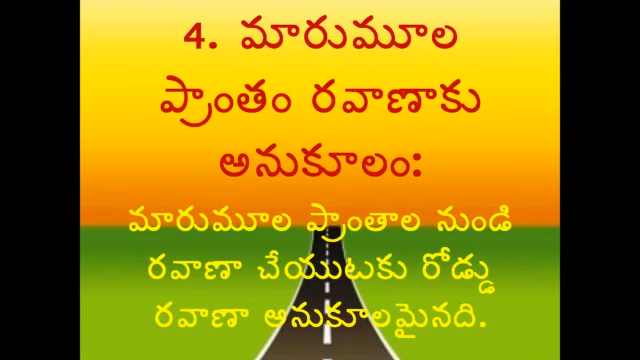 4. మారుమూల
ప్రాంతం రవాణాకు
అనుకూలం:
మారుమూల ప్రాంతాల నుండి
రవాణా చేయుటకు రోడ్డు
రవాణా అనుకూలమైనది.